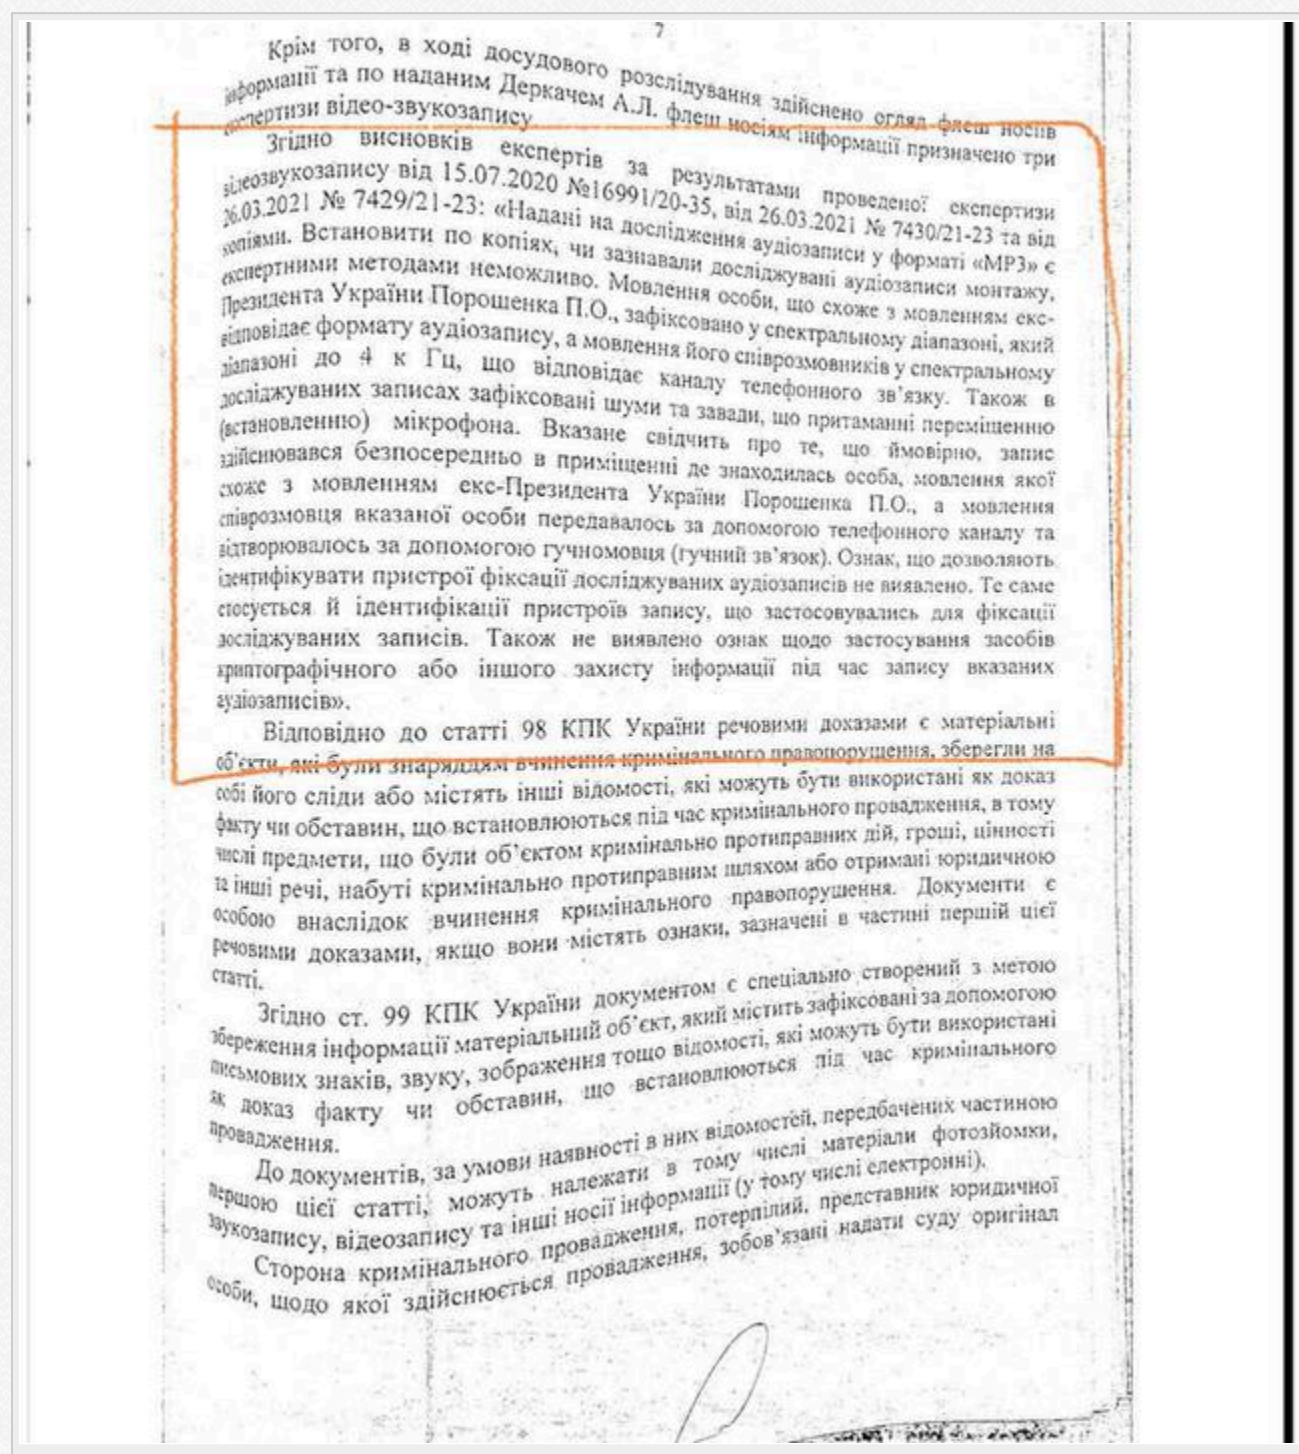 7
Крім того, в ході досудового розслідування здійснено огляд флеш носіїв
інформації та по наданим Деркачем А.Л. флеш носіям інформації призначено три
експертизи відео-звукозапису.
Згідно висновків експертів за результатами проведеної експертизи
відеозвукозапису від 15.07.2020 №16991/20-35, від 26.03.2021 № 7430/21-23 та від
26.03.2021 № 7429/21-23: «Надані на дослідження аудіозаписи у форматі «МР3» є
копіями. Встановити по копіях, чи зазнавали досліджувані аудіозаписи монтажу,
експертними методами неможливо. Мовлення особи, що схоже з мовленням екс-
Президента України Порошенка П.О., зафіксовано у спектральному діапазоні, який
відповідає формату аудіозапису, а мовлення його співрозмовників у спектральному
діапазоні до 4 к Гц, що відповідає каналу телефонного зв’язку. Також в
досліджуваних записах зафіксовані шуми та завади, що притаманні переміщенню
(встановленню) мікрофона. Вказане свідчить про те, що ймовірно, запис
здійснювався безпосередньо в приміщенні де знаходилась особа, мовлення якої
схоже з мовленням екс-Президента України Порошенка П.О., а мовлення
співрозмовця вказаної особи передавалось за допомогою телефонного каналу та
відтворювалось за допомогою гучномовця (гучний зв’язок). Ознак, що дозволяють
ідентифікувати пристрої фіксації досліджуваних аудіозаписів не виявлено. Те саме
стосується й ідентифікації пристроїв запису, що застосовувались для фіксації
досліджуваних записів. Також не виявлено ознак щодо застосування засобів
криптографічного або іншого захисту інформації під час запису вказаних
аудіозаписів».
Відповідно до статті 98 КПК України речовими доказами є матеріальні
об’єкти, які були знаряддям вчинення кримінального правопорушення, зберегли на
собі його сліди або містять інші відомості, які можуть бути використані як доказ
факту чи обставин, що встановлюються під час кримінального провадження, в тому
числі предмети, що були об’єктом кримінально протиправних дій, гроші, цінності
та інші речі, набуті кримінально протиправним шляхом або отримані юридичною
особою внаслідок вчинення кримінального правопорушення. Документи є
речовими доказами, якщо вони містять ознаки, зазначені в частині першій цієї
статті.
Згідно ст. 99 КПК України документом є спеціально створений з метою
збереження інформації матеріальний об’єкт, який містить зафіксовані за допомогою
письмових знаків, звуку, зображення тощо відомості, які можуть бути використані
як доказ факту чи обставин, що встановлюються під час кримінального
провадження.
До документів, за умови наявності в них відомостей, передбачених частиною
першою цієї статті, можуть належати в тому числі матеріали фотозйомки,
звукозапису, відеозапису та інші носії інформації (у тому числі електронні).
Сторона кримінального провадження, потерпілий, представник юридичної
особи, щодо якої здійснюється провадження, зобов’язані надати суду оригінал